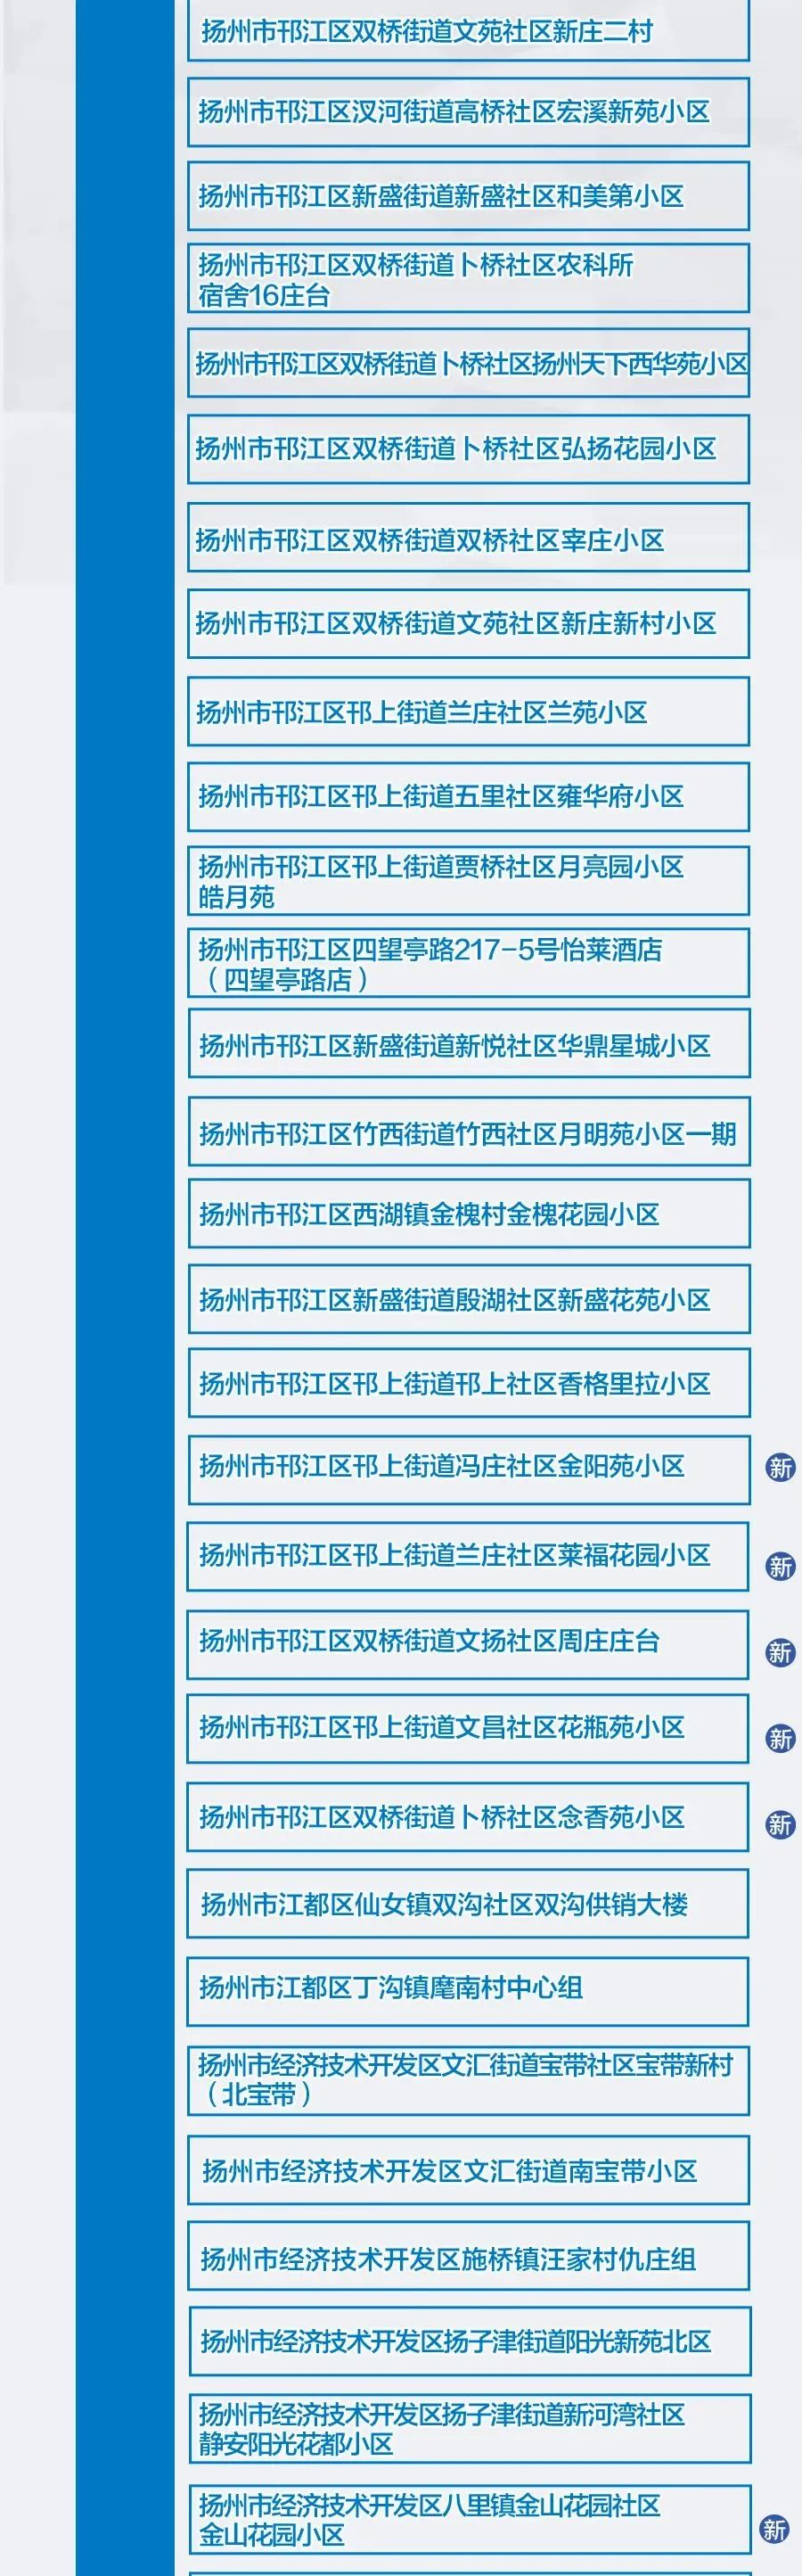 扬州市邗江区双桥街道文苑社区新庄二村
扬州市邗江区汊河街道高桥社区宏溪新苑小区
扬州市邗江区新盛街道新盛社区和美第小区
扬州市邗江区双桥街道卜桥社区农科所
宿舍16庄台
扬州市邗江区双桥街道卜桥社区扬州天下西华苑小区
扬州市邗江区双桥街道卜桥社区弘扬花园小区
扬州市邗江区双桥街道双桥社区宰庄小区
扬州市邗江区双桥街道文苑社区新庄新村小区
扬州市邗江区邗上街道兰庄社区兰苑小区
扬州市邗江区邗上街道五里社区雍华府小区
扬州市邗江区邗上街道贾桥社区月亮园小区
皓月苑
扬州市邗江区四望亭路217-5号怡莱酒店
（四望亭路店）
扬州市邗江区新盛街道新悦社区华鼎星城小区
扬州市邗江区竹西街道竹西社区月明苑小区一期
扬州市邗江区西湖镇金槐村金槐花园小区
扬州市邗江区新盛街道殷湖社区新盛花苑小区
扬州市邗江区邗上街道邗上社区香格里拉小区
扬州市邗江区邗上街道冯庄社区金阳苑小区 新
扬州市邗江区邗上街道兰庄社区莱福花园小区 新
扬州市邗江区双桥街道文扬社区周庄庄台 新
扬州市邗江区邗上街道文昌社区花瓶苑小区 新
扬州市邗江区双桥街道卜桥社区念香苑小区 新
扬州市江都区仙女镇双沟社区双沟供销大楼
扬州市江都区丁沟镇麾南村中心组
扬州市经济技术开发区文汇街道宝带社区宝带新村
（北宝带）
扬州市经济技术开发区文汇街道南宝带小区
扬州市经济技术开发区施桥镇汪家村仇庄组
扬州市经济技术开发区扬子津街道阳光新苑北区
扬州市经济技术开发区扬子津街道新河湾社区
静安阳光花都小区
扬州市经济技术开发区八里镇金山花园社区
金山花园小区 新